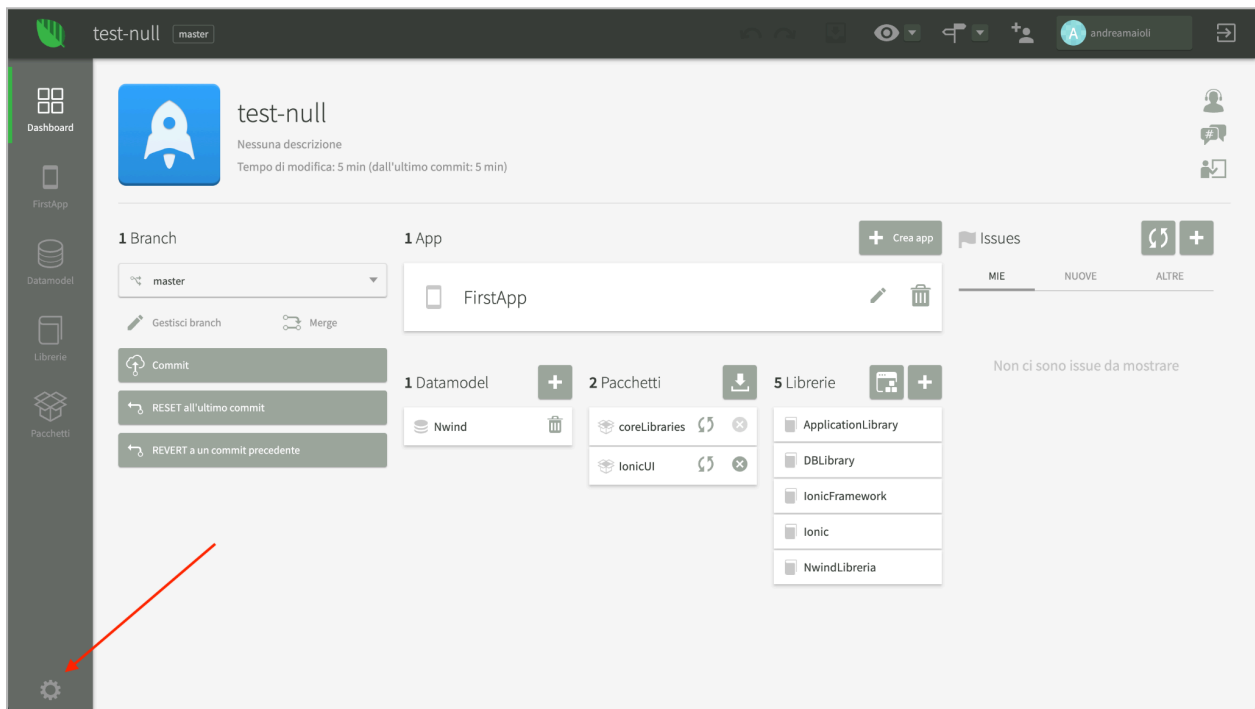 test-null master
A andreamaioli
Dashboard
FirstApp
Datamodel
Librerie
Pacchetti
test-null
Nessuna descrizione
Tempo di modifica: 5 min (dall'ultimo commit: 5 min)
1 Branch
master
Gestisci branch Merge
Commit
RESET all'ultimo commit
REVERT a un commit precedente
1 App
Crea app
FirstApp
1 Datamodel
Nwind
2 Pacchetti
coreLibraries
IonicUI
5 Librerie
ApplicationLibrary
DBLibrary
IonicFramework
Ionic
NwindLibreria
Issues
MIE NUOVE ALTRE
Non ci sono issue da mostrare